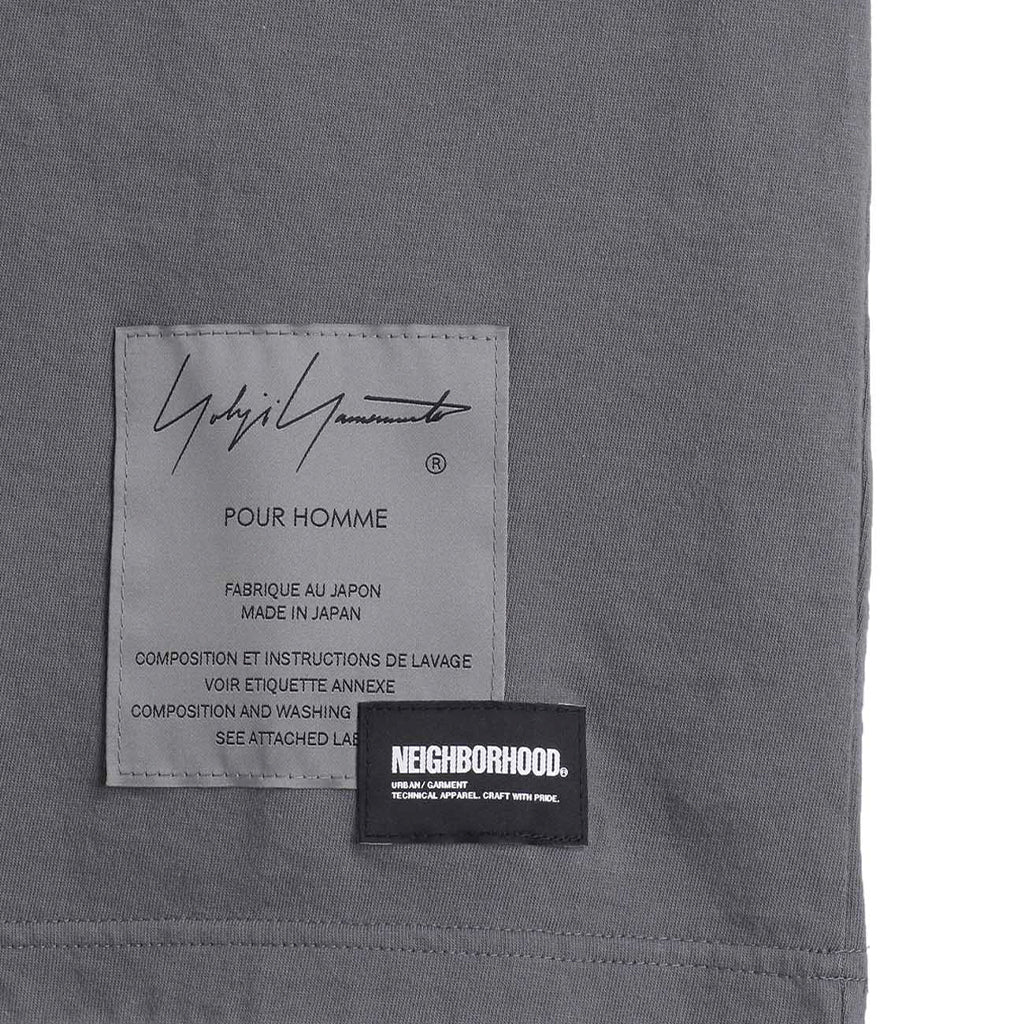 Yohji Yamamoto
®
POUR HOMME
FABRIQUE AU JAPON
MADE IN JAPAN
COMPOSITION ET INSTRUCTIONS DE LAVAGE
VOIR ETIQUETTE ANNEXE
COMPOSITION AND WASHING
SEE ATTACHED
NEIGHBORHOOD®
URBAN / GARMENT
TECHNICAL APPAREL. CRAFT WITH PRIDE.